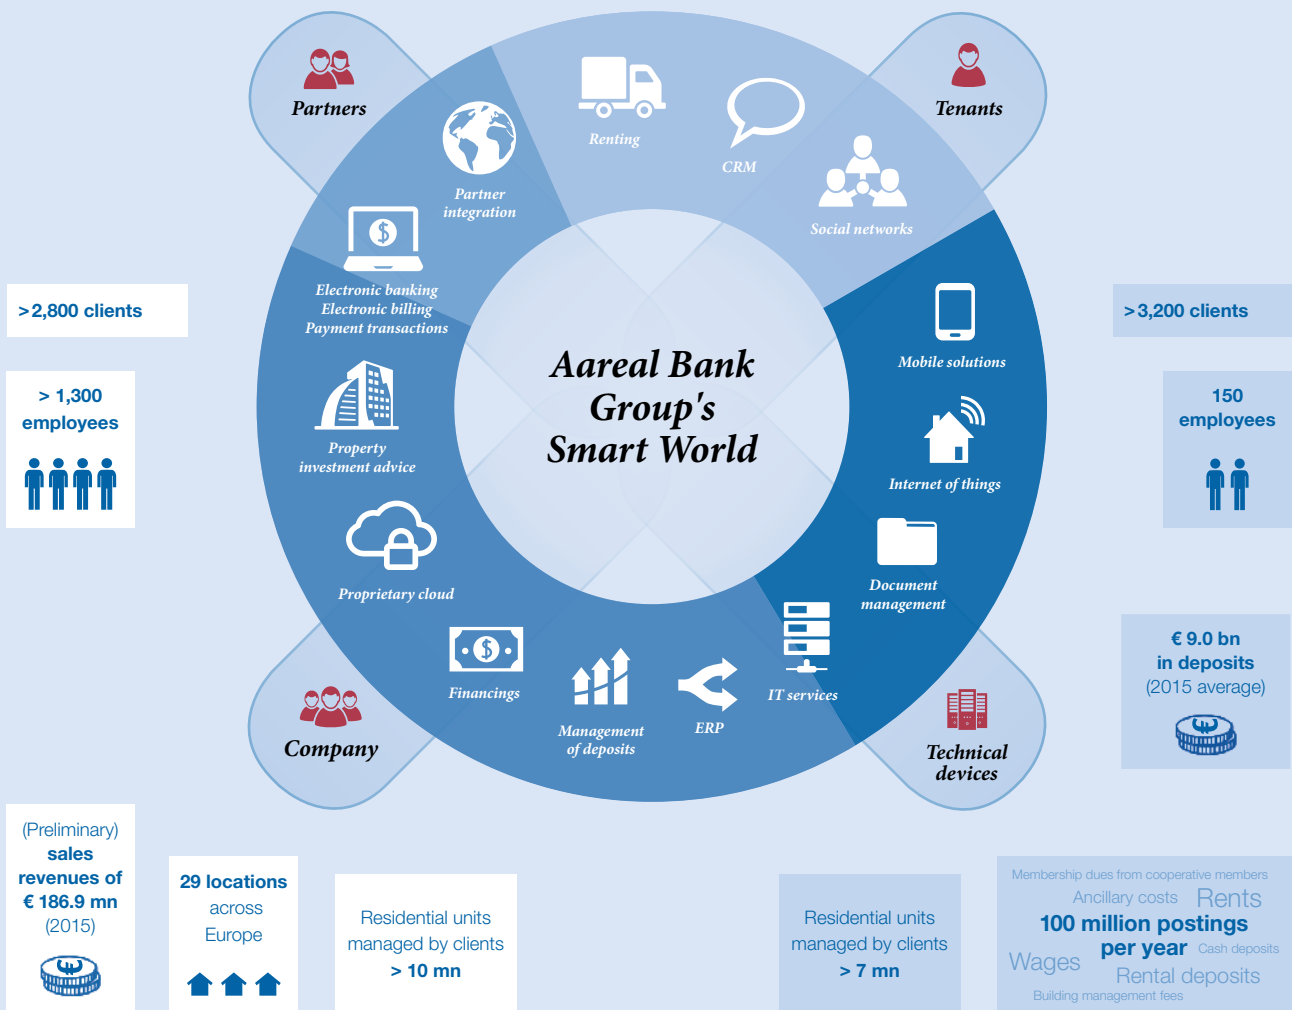 Partners
Tenants
Renting
CRM
Partner
integration
Social networks
Electronic banking
Electronic billing
Payment transactions
> 2,800 clients
> 3,200 clients
Mobile solutions
Aareal Bank
Group's
Smart World
> 1,300
employees
150
employees
Property
investment advice
Internet of things
Proprietary cloud
Document
management
Financings
Management
of deposits
ERP
IT services
€ 9.0 bn
in deposits
(2015 average)
Company
Technical
devices
(Preliminary)
sales
revenues of
€ 186.9 mn
(2015)
29 locations
across
Europe
Residential units
managed by clients
> 10 mn
Residential units
managed by clients
> 7 mn
Membership dues from cooperative members
Ancillary costs Rents
100 million postings
per year Cash deposits
Wages
Rental deposits
Building management fees